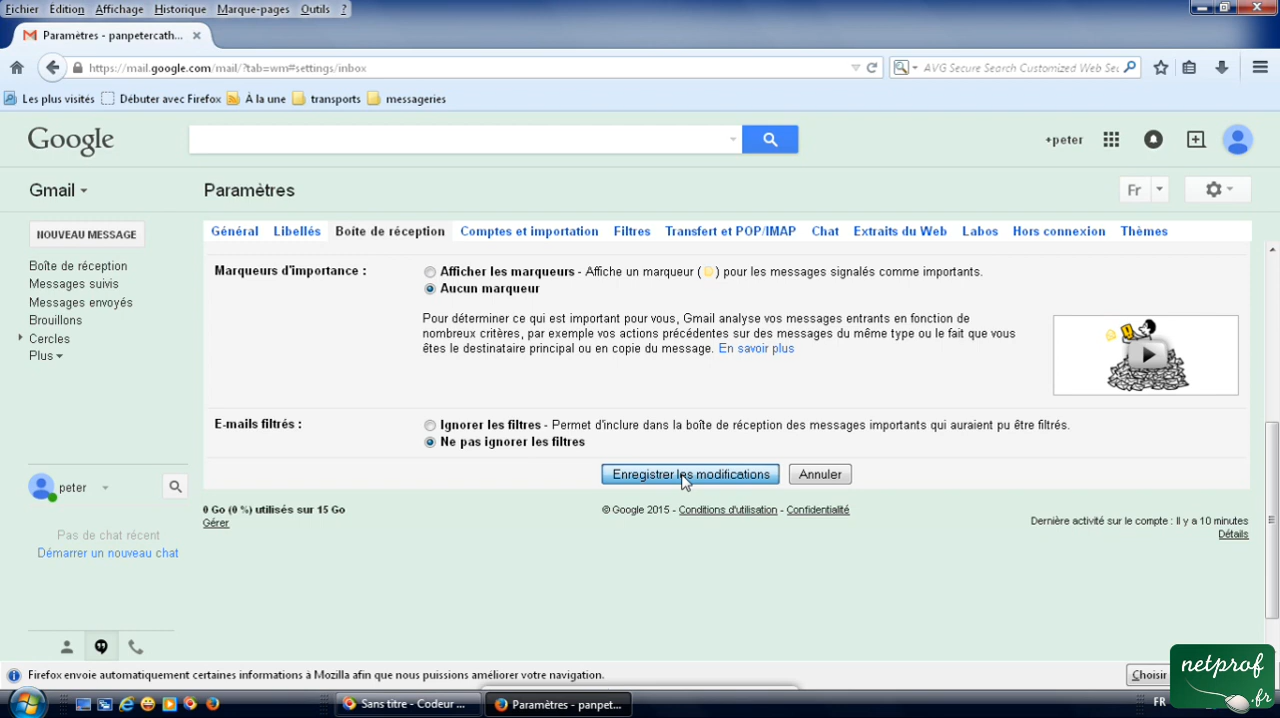 Fichier Édition Affichage Historique Marque-pages Outils ?
Paramètres - panpetercath... ×
https://mail.google.com/mail/?tab=wm#settings/inbox
AVG Secure Search Customized Web Sec
Les plus visités Débuter avec Firefox À la une transports messageries
Google
+peter
Gmail
Paramètres
Fr
NOUVEAU MESSAGE
Général Libellés Boîte de réception Comptes et importation Filtres Transfert et POP/IMAP Chat Extraits du Web Labos Hors connexion Thèmes
Boîte de réception
Messages suivis
Messages envoyés
Brouillons
Cercles
Plus
Marqueurs d'importance :
Afficher les marqueurs - Affiche un marqueur ( ) pour les messages signalés comme importants.
Aucun marqueur
Pour déterminer ce qui est important pour vous, Gmail analyse vos messages entrants en fonction de
nombreux critères, par exemple vos actions précédentes sur des messages du même type ou le fait que vous
êtes le destinataire principal ou en copie du message. En savoir plus
E-mails filtrés :
Ignorer les filtres - Permet d'inclure dans la boîte de réception des messages importants qui auraient pu être filtrés.
Ne pas ignorer les filtres
Enregistrer les modifications Annuler
peter
Pas de chat récent
Démarrer un nouveau chat
0 Go (0 %) utilisés sur 15 Go
Gérer
© Google 2015 - Conditions d'utilisation - Confidentialité
Dernière activité sur le compte : Il y a 10 minutes
Détails
Firefox envoie automatiquement certaines informations à Mozilla afin que nous puissions améliorer votre navigation.
Choisir
netprof
.fr
Sans titre - Codeur ...
Paramètres - panpet...
FR